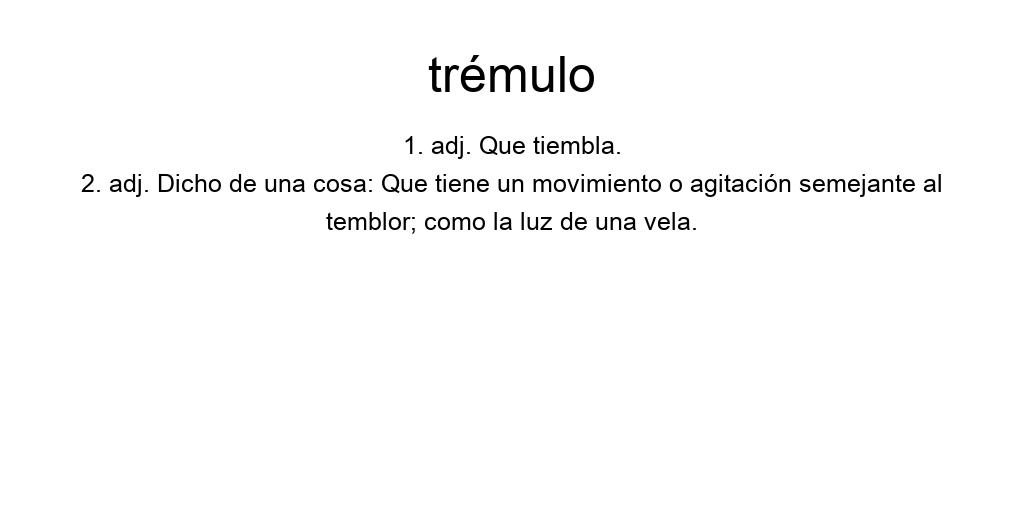 trémulo
1. adj. Que tiembla.
2. adj. Dicho de una cosa: Que tiene un movimiento o agitación semejante al
temblor; como la luz de una vela.